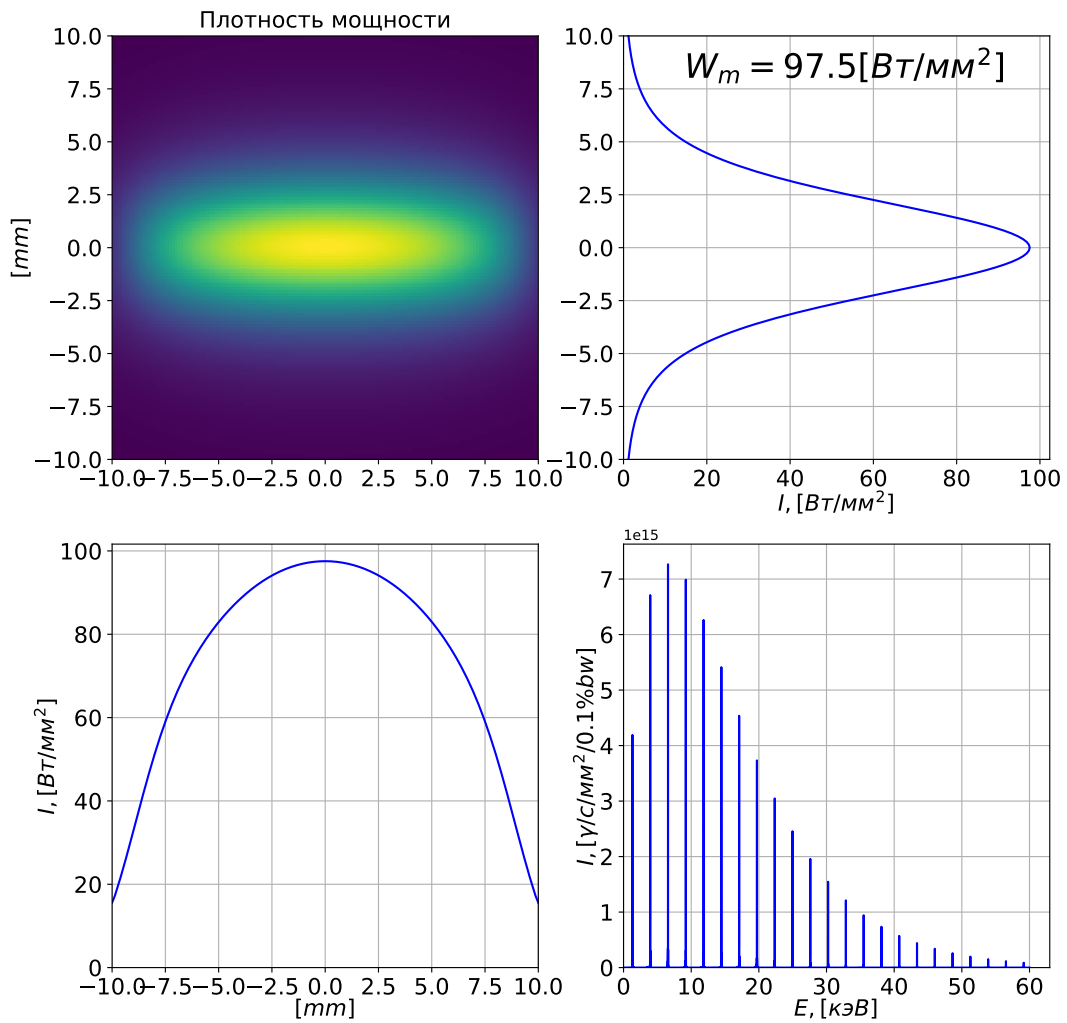 Плотность мощности
10.0
7.5
5.0
2.5
0.0
−2.5
−5.0
−7.5
−10.0
[mm]
−10.0 −7.5 −5.0 −2.5 0.0 2.5 5.0 7.5 10.0
W_m = 97.5[Вт/мм²]
10.0
7.5
5.0
2.5
0.0
−2.5
−5.0
−7.5
−10.0
0 20 40 60 80 100
I, [Вт/мм²]
100
80
60
40
20
0
I, [Вт/мм²]
−10.0 −7.5 −5.0 −2.5 0.0 2.5 5.0 7.5 10.0
[mm]
1e15
7
6
5
4
3
2
1
0
I, [γ/с/мм²/0.1%bw]
0 10 20 30 40 50 60
E, [кэВ]